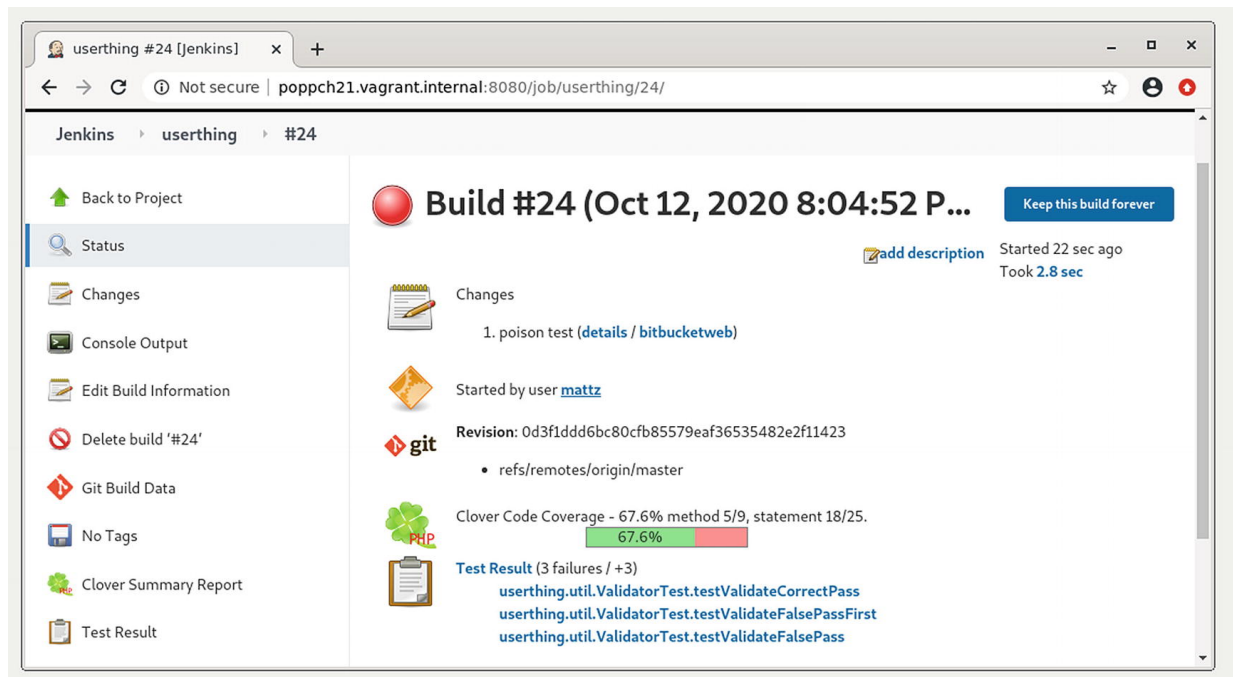 userthing #24 [Jenkins]
Not secure | poppch21.vagrant.internal:8080/job/userthing/24/
Jenkins userthing #24
Back to Project
Status
Changes
Console Output
Edit Build Information
Delete build ‘#24’
Git Build Data
No Tags
Clover Summary Report
Test Result
Build #24 (Oct 12, 2020 8:04:52 P...
Keep this build forever
add description
Started 22 sec ago
Took 2.8 sec
Changes
1. poison test (details / bitbucketweb)
Started by user mattz
git
Revision: 0d3f1ddd6bc80cfb85579eaf36535482e2f11423
• refs/remotes/origin/master
PHP
Clover Code Coverage - 67.6% method 5/9, statement 18/25.
67.6%
Test Result (3 failures / +3)
userthing.util.ValidatorTest.testValidateCorrectPass
userthing.util.ValidatorTest.testValidateFalsePassFirst
userthing.util.ValidatorTest.testValidateFalsePass